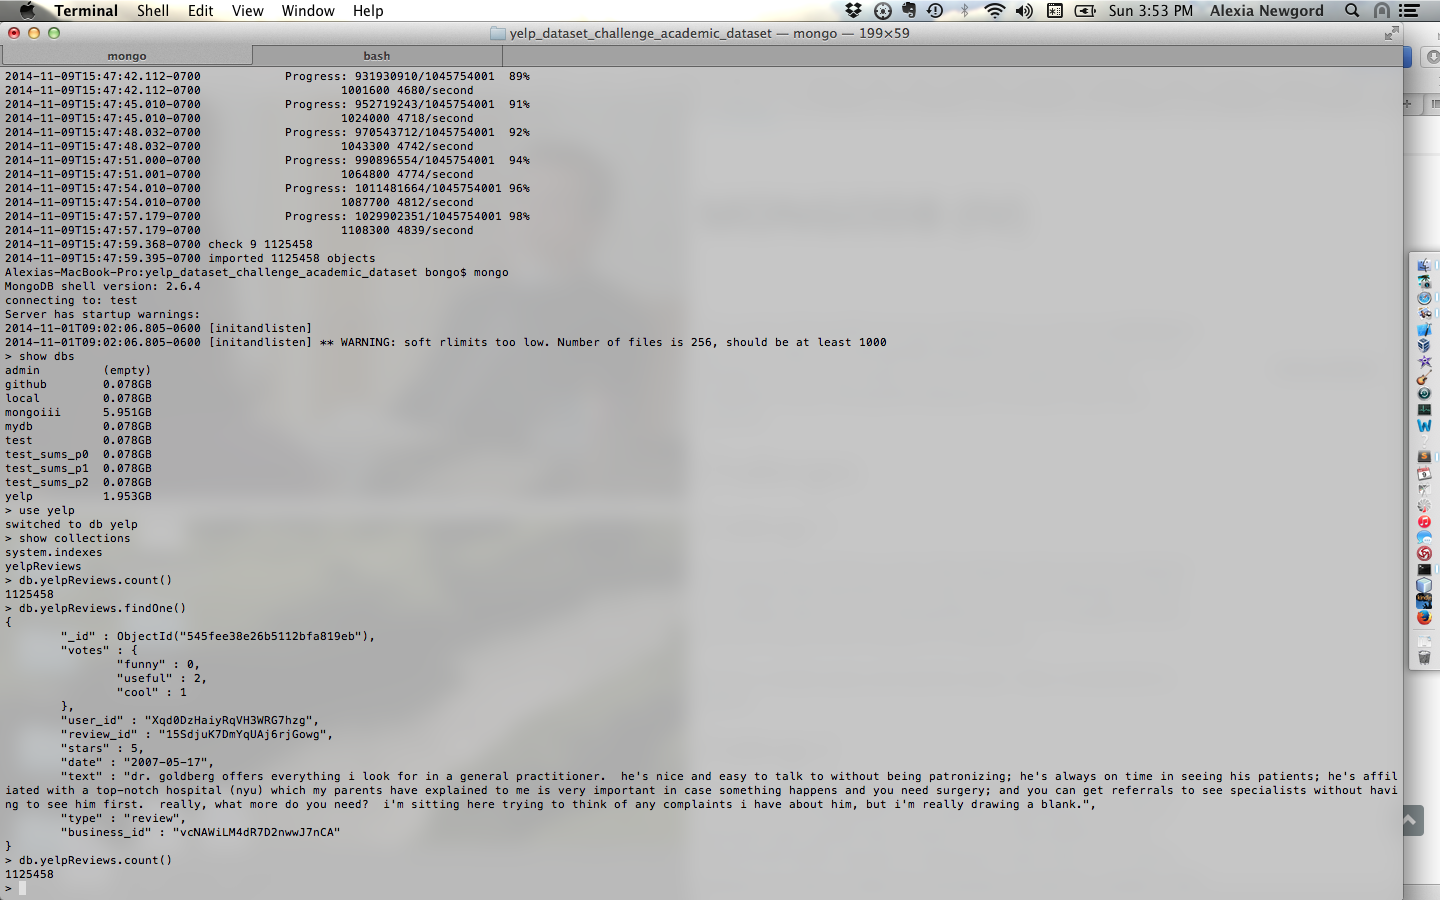 Terminal Shell Edit View Window Help Sun 3:53 PM Alexia Newgord
yelp_dataset_challenge_academic_dataset — mongo — 199×59
mongo bash
2014-11-09T15:47:42.112-0700 Progress: 931930910/1045754001 89%
2014-11-09T15:47:42.112-0700 1001600 4680/second
2014-11-09T15:47:45.010-0700 Progress: 952719243/1045754001 91%
2014-11-09T15:47:45.010-0700 1024000 4718/second
2014-11-09T15:47:48.032-0700 Progress: 970543712/1045754001 92%
2014-11-09T15:47:48.032-0700 1043300 4742/second
2014-11-09T15:47:51.000-0700 Progress: 990896554/1045754001 94%
2014-11-09T15:47:51.001-0700 1064800 4774/second
2014-11-09T15:47:54.010-0700 Progress: 1011481664/1045754001 96%
2014-11-09T15:47:54.010-0700 1087700 4812/second
2014-11-09T15:47:57.179-0700 Progress: 1029902351/1045754001 98%
2014-11-09T15:47:57.179-0700 1108300 4839/second
2014-11-09T15:47:59.368-0700 check 9 1125458
2014-11-09T15:47:59.395-0700 imported 1125458 objects
Alexias-MacBook-Pro:yelp_dataset_challenge_academic_dataset bongo$ mongo
MongoDB shell version: 2.6.4
connecting to: test
Server has startup warnings:
2014-11-01T09:02:06.805-0600 [initandlisten]
2014-11-01T09:02:06.805-0600 [initandlisten] ** WARNING: soft rlimits too low. Number of files is 256, should be at least 1000
> show dbs
admin (empty)
github 0.078GB
local 0.078GB
mongoiii 5.951GB
mydb 0.078GB
test 0.078GB
test_sums_p0 0.078GB
test_sums_p1 0.078GB
test_sums_p2 0.078GB
yelp 1.953GB
> use yelp
switched to db yelp
> show collections
system.indexes
yelpReviews
> db.yelpReviews.count()
1125458
> db.yelpReviews.findOne()
{
"_id" : ObjectId("545fee38e26b5112bfa819eb"),
"votes" : {
"funny" : 0,
"useful" : 2,
"cool" : 1
},
"user_id" : "Xqd0DzHaiyRqVH3WRG7hzg",
"review_id" : "15SdjuK7DmYqUAj6rjGowg",
"stars" : 5,
"date" : "2007-05-17",
"text" : "dr. goldberg offers everything i look for in a general practitioner.  he's nice and easy to talk to without being patronizing; he's always on time in seeing his patients; he's affil
iated with a top-notch hospital (nyu) which my parents have explained to me is very important in case something happens and you need surgery; and you can get referrals to see specialists without havi
ng to see him first.  really, what more do you need?  i'm sitting here trying to think of any complaints i have about him, but i'm really drawing a blank.",
"type" : "review",
"business_id" : "vcNAWiLM4dR7D2nwwJ7nCA"
}
> db.yelpReviews.count()
1125458
>